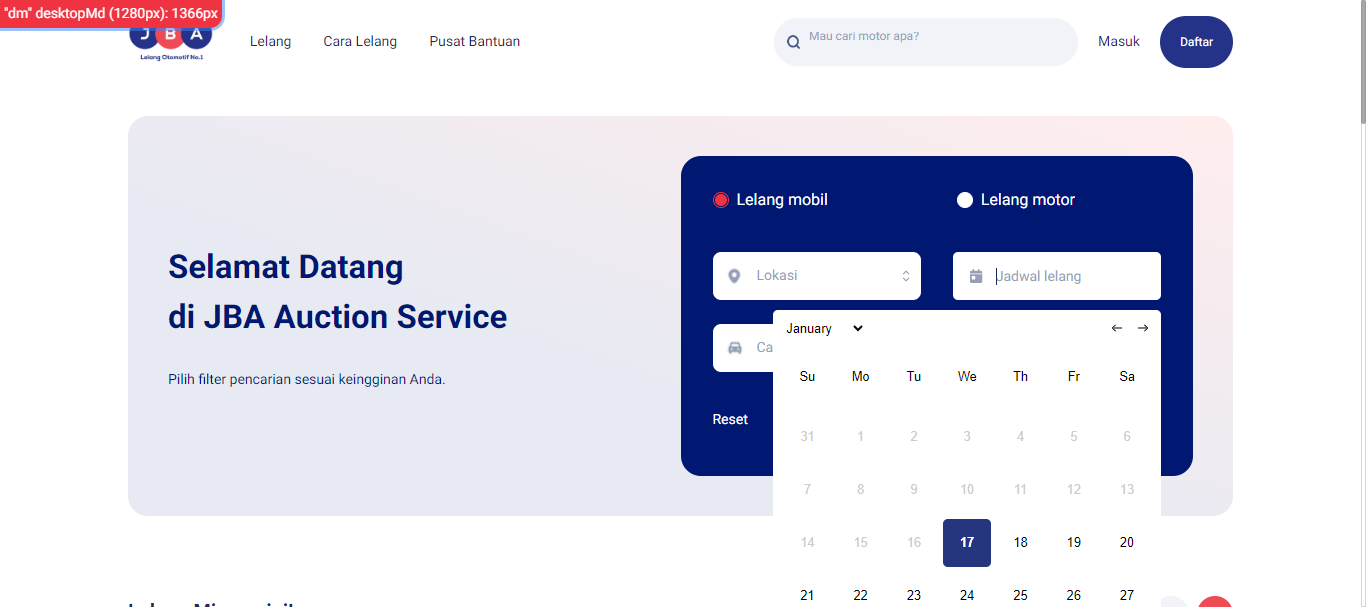 "dm" desktopMd (1280px): 1366px
JBA
Lelang Otomotif No.1
Lelang
Cara Lelang
Pusat Bantuan
Mau cari motor apa?
Masuk
Daftar
Selamat Datang
di JBA Auction Service
Pilih filter pencarian sesuai keingginan Anda.
Lelang mobil
Lelang motor
Lokasi
Jadwal lelang
Ca
Reset
January
Su Mo Tu We Th Fr Sa
31 1 2 3 4 5 6
7 8 9 10 11 12 13
14 15 16 17 18 19 20
21 22 23 24 25 26 27